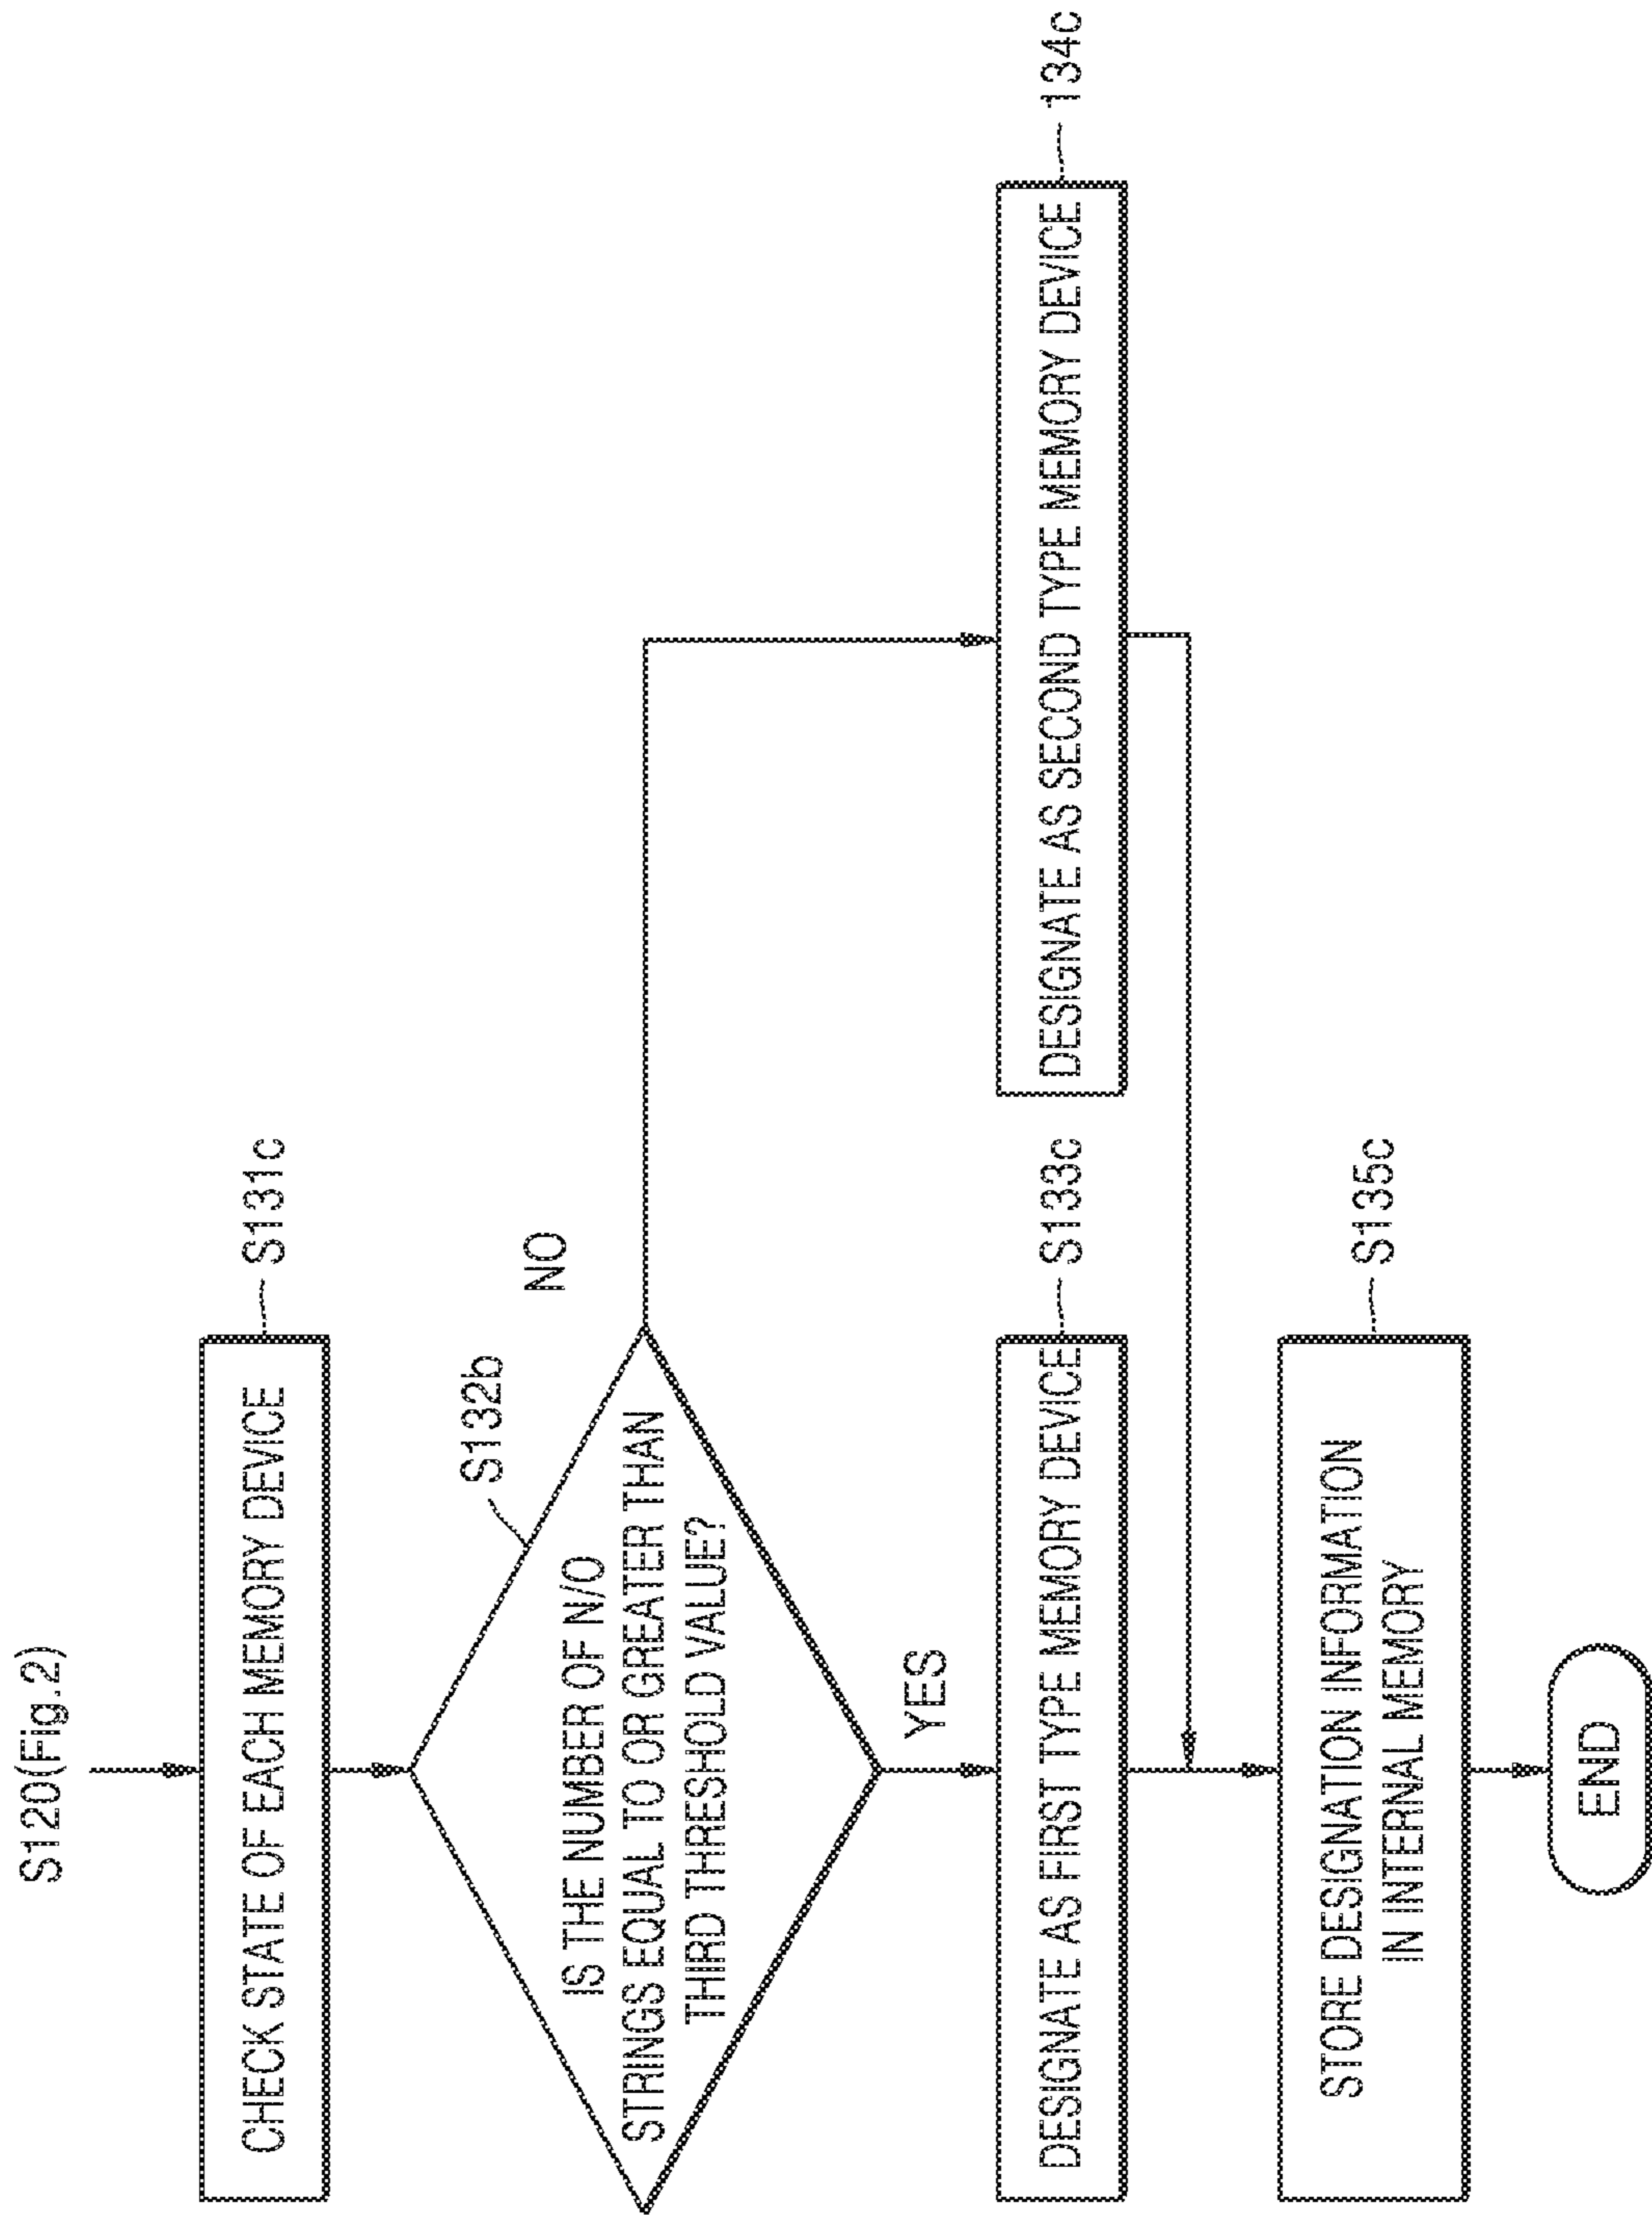 S120(Fig.2)
CHECK STATE OF EACH MEMORY DEVICE
S131c
S132b
IS THE NUMBER OF N/O
STRINGS EQUAL TO OR GREATER THAN
THIRD THRESHOLD VALUE?
NO
YES
DESIGNATE AS FIRST TYPE MEMORY DEVICE
S133c
DESIGNATE AS SECOND TYPE MEMORY DEVICE
134c
STORE DESIGNATION INFORMATION
IN INTERNAL MEMORY
S135c
END